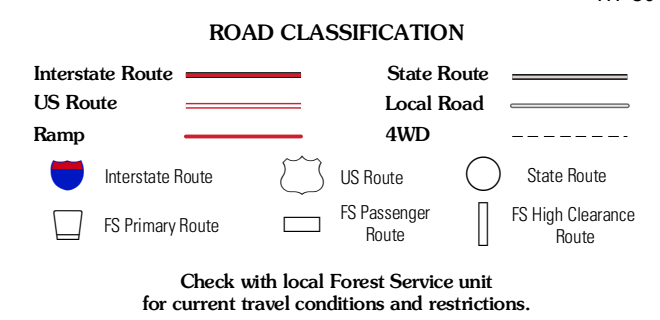 ROAD CLASSIFICATION
Interstate Route
State Route
US Route
Local Road
Ramp
4WD
Interstate Route
US Route
State Route
FS Primary Route
FS Passenger
Route
FS High Clearance
Route
Check with local Forest Service unit
for current travel conditions and restrictions.